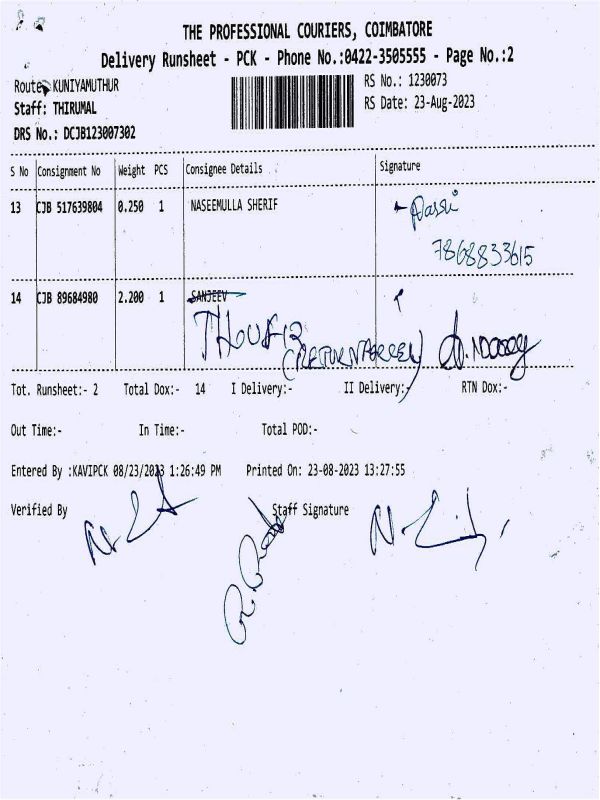 THE PROFESSIONAL COURIERS, COIMBATORE
Delivery Runsheet - PCK - Phone No.:0422-3505555 - Page No.:2
Route: KUNIYAMUTHUR
RS No.: 1230073
Staff: THIRUMAL
RS Date: 23-Aug-2023
DRS No.: DCJB123007302
S No Consignment No Weight PCS Consignee Details Signature
13 CJB 517639804 0.250 1 NASEEMULLA SHERIF
7868833615
14 CJB 89684980 2.200 1 SANJEEV
Tot. Runsheet:- 2 Total Dox:- 14 I Delivery:- II Delivery:- RTN Dox:-
Out Time:- In Time:- Total POD:-
Entered By :KAVIPCK 08/23/2023 1:26:49 PM Printed On: 23-08-2023 13:27:55
Verified By Staff Signature